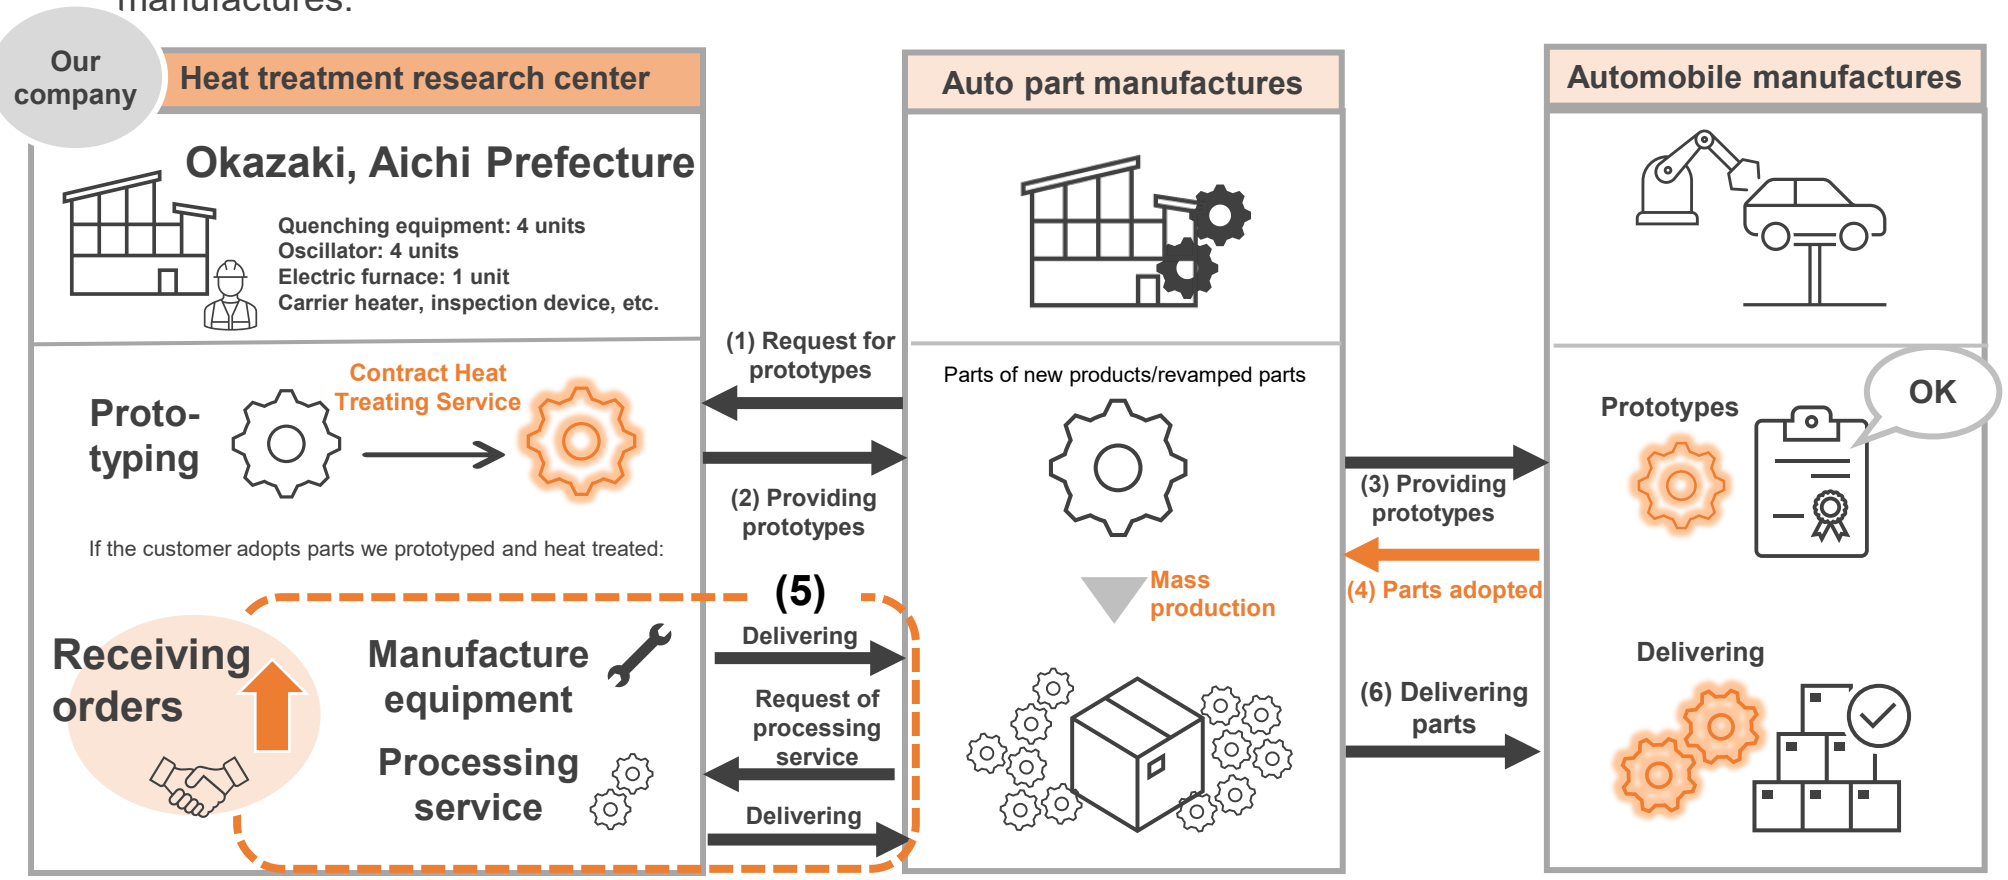 manufactures.
Our
company
Heat treatment research center
Auto part manufactures
Automobile manufactures
Okazaki, Aichi Prefecture
Quenching equipment: 4 units
Oscillator: 4 units
Electric furnace: 1 unit
Carrier heater, inspection device, etc.
Proto-
typing
Contract Heat
Treating Service
(1) Request for
prototypes
(2) Providing
prototypes
Parts of new products/revamped parts
(3) Providing
prototypes
(4) Parts adopted
Prototypes
OK
If the customer adopts parts we prototyped and heat treated:
Mass
production
(5)
Receiving
orders
Manufacture
equipment
Processing
service
Delivering
Request of
processing
service
Delivering
(6) Delivering
parts
Delivering